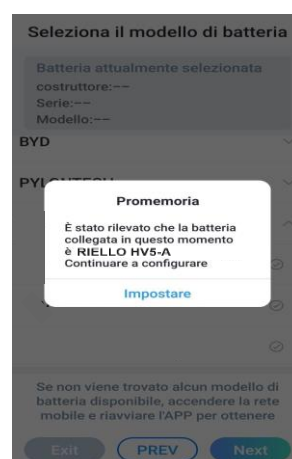 Seleziona il modello di batteria
Batteria attualmente selezionata
costruttore:--
Serie:--
Modello:--
BYD
PYLONTECH
Promemoria
È stato rilevato che la batteria
collegata in questo momento
è RIELLO HV5-A
Continuare a configurare
Impostare
Se non viene trovato alcun modello di
batteria disponibile, accendere la rete
mobile e riavviare l'APP per ottenere
Exit
PREV
Next